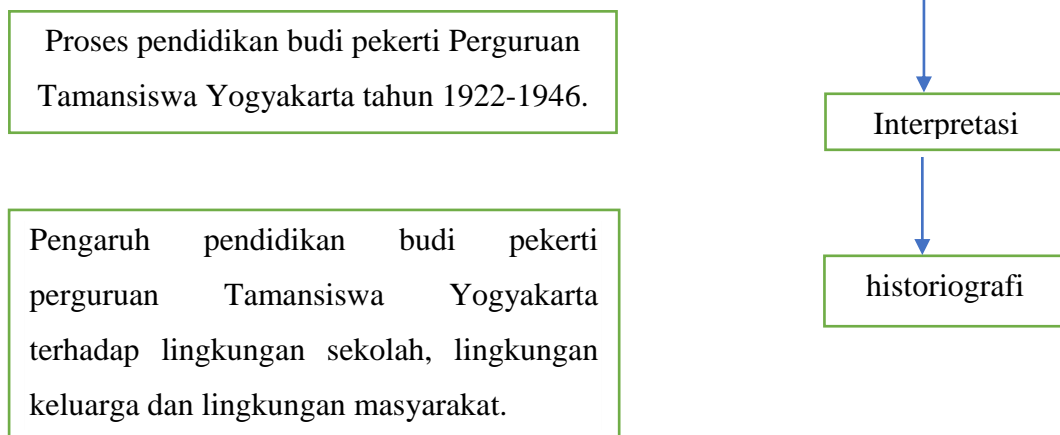 Proses pendidikan budi pekerti Perguruan
Tamansiswa Yogyakarta tahun 1922-1946.
Interpretasi
Pengaruh pendidikan budi pekerti
perguruan Tamansiswa Yogyakarta
terhadap lingkungan sekolah, lingkungan
keluarga dan lingkungan masyarakat.
historiografi